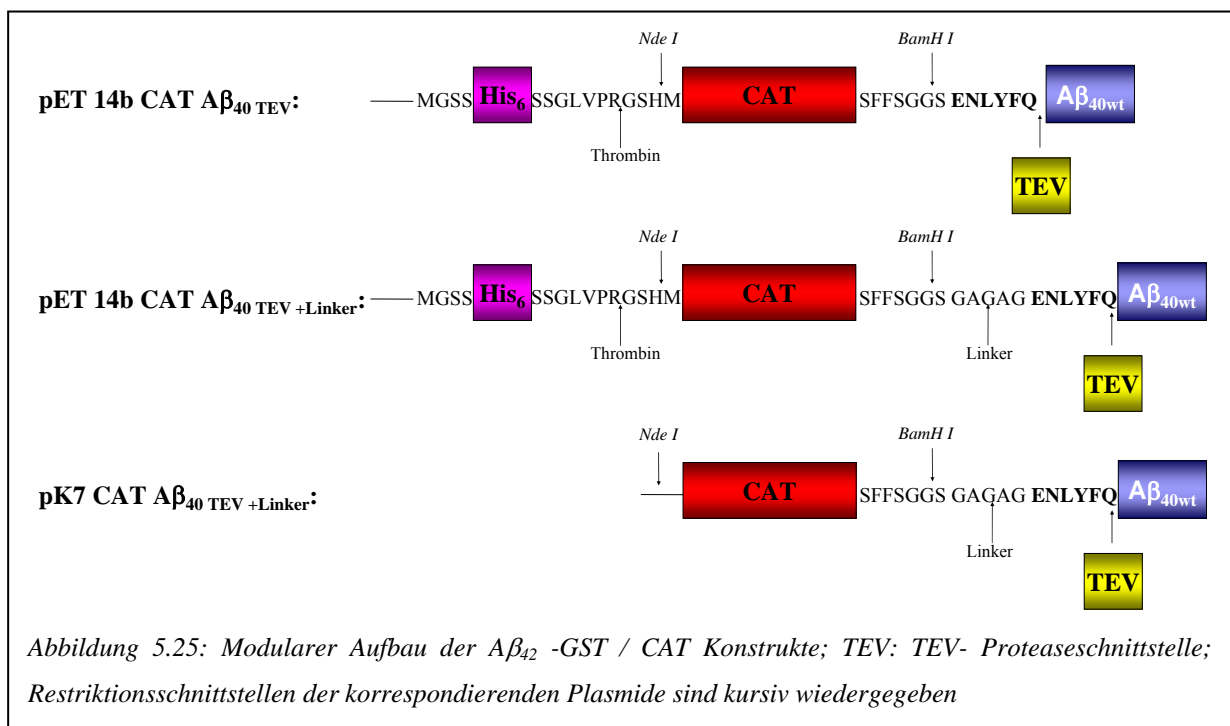 Nde I BamH I
pET 14b CAT Aβ40 TEV: MGSS His6 SSGLVPRGSHM CAT SFFSGGS ENLYFQ Aβ40wt
Thrombin
TEV
Nde I BamH I
pET 14b CAT Aβ40 TEV +Linker: MGSS His6 SSGLVPRGSHM CAT SFFSGGS GAGAG ENLYFQ Aβ40wt
Thrombin Linker
TEV
Nde I BamH I
pK7 CAT Aβ40 TEV +Linker: CAT SFFSGGS GAGAG ENLYFQ Aβ40wt
Linker
TEV
Abbildung 5.25: Modularer Aufbau der Aβ42 -GST / CAT Konstrukte; TEV: TEV- Proteaseschnittstelle;
Restriktionsschnittstellen der korrespondierenden Plasmide sind kursiv wiedergegeben